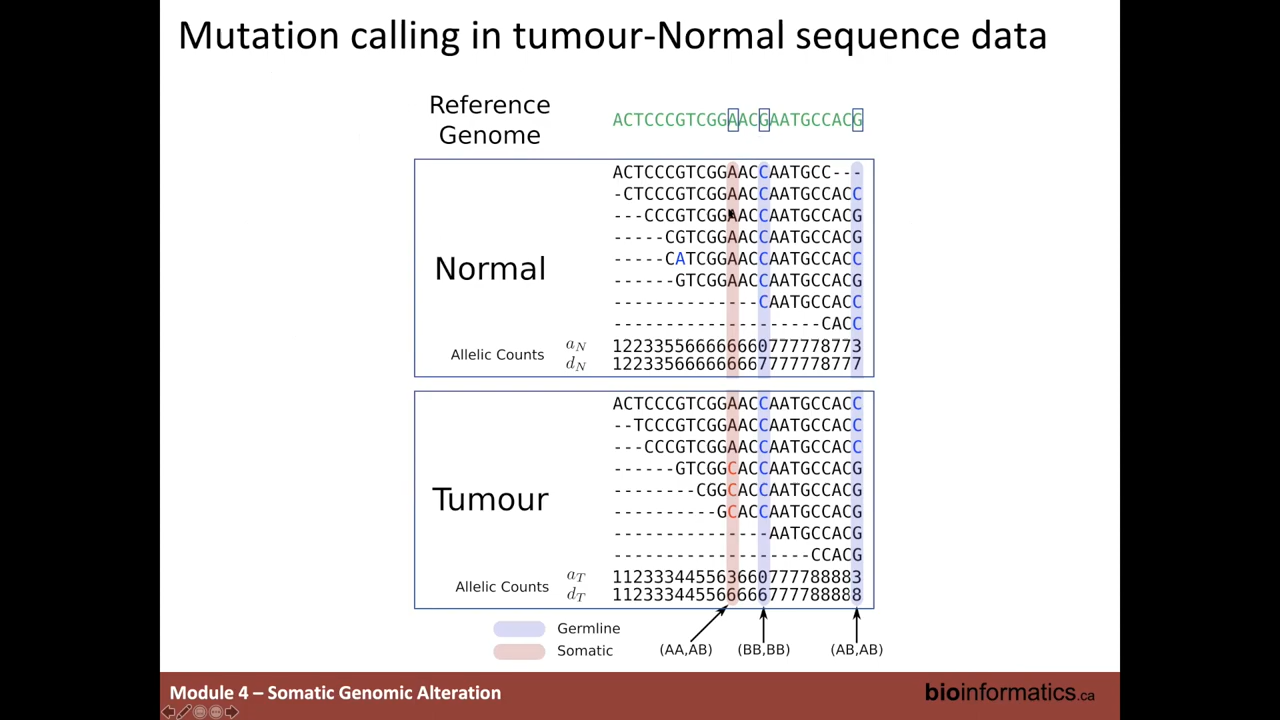 Mutation calling in tumour-Normal sequence data
Reference
Genome
ACTCCCGTCGGAACGAATGCCACG
Normal
ACTCCCGTCGGAACCAATGCC---
-CTCCCGTCGGAACCAATGCCACC
---CCCGTCGGAACCAATGCCACG
-----CGTCGGAACCAATGCCACG
-----CATCGGAACCAATGCCACC
------GTCGGAACCAATGCCACG
--------------CAATGCCACC
--------------------CACC
Allelic Counts
aN 122335566666660777778773
dN 122335666666667777778777
Tumour
ACTCCCGTCGGAACCAATGCCACC
--TCCCGTCGGAACCAATGCCACC
---CCCGTCGGAACCAATGCCACC
------GTCGGCACCAATGCCACG
--------CGGCACCAATGCCACG
----------GCACCAATGCCACG
---------------AATGCCACG
-------------------CCACG
Allelic Counts
aT 112333445563660777788883
dT 112333445566666777788888
Germline
Somatic
(AA,AB)
(BB,BB)
(AB,AB)
Module 4 – Somatic Genomic Alteration
bioinformatics.ca